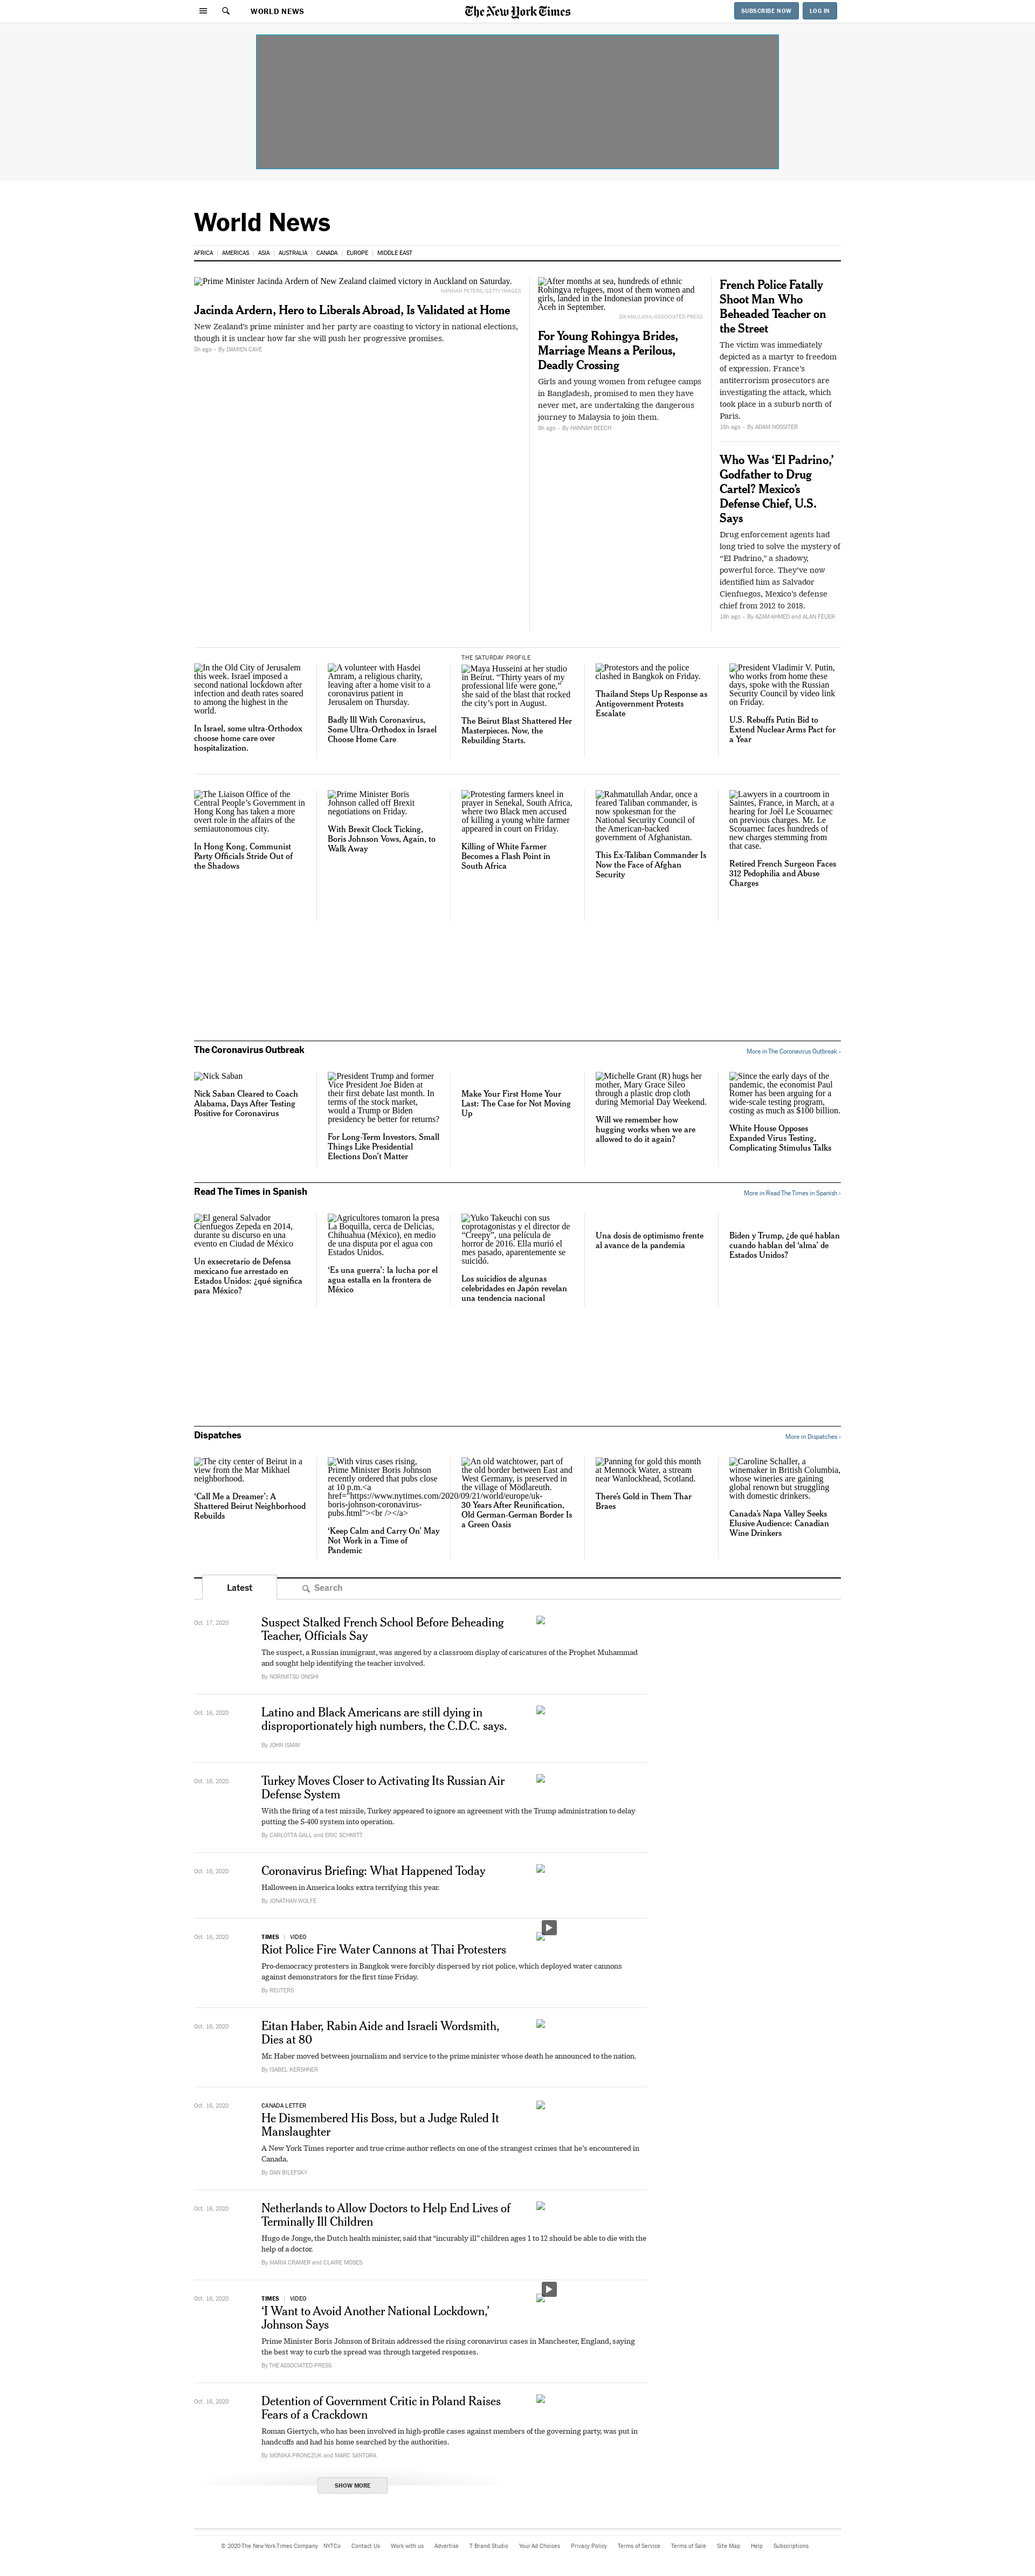 WORLD NEWS
The New York Times
SUBSCRIBE NOW
LOG IN
World News
AFRICA | AMERICAS | ASIA | AUSTRALIA | CANADA | EUROPE | MIDDLE EAST
Prime Minister Jacinda Ardern of New Zealand claimed victory in Auckland on Saturday.
HANNAH PETERS/GETTY IMAGES
Jacinda Ardern, Hero to Liberals Abroad, Is Validated at Home
New Zealand's prime minister and her party are coasting to victory in national elections,
though it is unclear how far she will push her progressive promises.
5h ago - By DAMIEN CAVE
After months at sea, hundreds of ethnic
Rohingya refugees, most of them women and
girls, landed in the Indonesian province of
Aceh in September.
ZIK MAULANA/ASSOCIATED PRESS
For Young Rohingya Brides,
Marriage Means a Perilous,
Deadly Crossing
Girls and young women from refugee camps
in Bangladesh, promised to men they have
never met, are undertaking the dangerous
journey to Malaysia to join them.
8h ago - By HANNAH BEECH
French Police Fatally
Shoot Man Who
Beheaded Teacher on
the Street
The victim was immediately
depicted as a martyr to freedom
of expression. France's
antiterrorism prosecutors are
investigating the attack, which
took place in a suburb north of
Paris.
16h ago - By ADAM NOSSITER
Who Was ‘El Padrino,’
Godfather to Drug
Cartel? Mexico’s
Defense Chief, U.S.
Says
Drug enforcement agents had
long tried to solve the mystery of
“El Padrino,” a shadowy,
powerful force. They’ve now
identified him as Salvador
Cienfuegos, Mexico’s defense
chief from 2012 to 2018.
18h ago - By AZAM AHMED and ALAN FEUER
In the Old City of Jerusalem
this week. Israel imposed a
second national lockdown after
infection and death rates soared
to among the highest in the
world.
In Israel, some ultra-Orthodox
choose home care over
hospitalization.
A volunteer with Hasdei
Amram, a religious charity,
leaving after a home visit to a
coronavirus patient in
Jerusalem on Thursday.
Badly Ill With Coronavirus,
Some Ultra-Orthodox in Israel
Choose Home Care
THE SATURDAY PROFILE
Maya Husseini at her studio
in Beirut. “Thirty years of my
professional life were gone,”
she said of the blast that rocked
the city’s port in August.
The Beirut Blast Shattered Her
Masterpieces. Now, the
Rebuilding Starts.
Protestors and the police
clashed in Bangkok on Friday.
Thailand Steps Up Response as
Antigovernment Protests
Escalate
President Vladimir V. Putin,
who works from home these
days, spoke with the Russian
Security Council by video link
on Friday.
U.S. Rebuffs Putin Bid to
Extend Nuclear Arms Pact for
a Year
The Liaison Office of the
Central People’s Government in
Hong Kong has taken a more
overt role in the affairs of the
semiautonomous city.
In Hong Kong, Communist
Party Officials Stride Out of
the Shadows
Prime Minister Boris
Johnson called off Brexit
negotiations on Friday.
With Brexit Clock Ticking,
Boris Johnson Vows, Again, to
Walk Away
Protesting farmers kneel in
prayer in Senekal, South Africa,
where two Black men accused
of killing a young white farmer
appeared in court on Friday.
Killing of White Farmer
Becomes a Flash Point in
South Africa
Rahmatullah Andar, once a
feared Taliban commander, is
now spokesman for the
National Security Council of
the American-backed
government of Afghanistan.
This Ex-Taliban Commander Is
Now the Face of Afghan
Security
Lawyers in a courtroom in
Saintes, France, in March, at a
hearing for Joël Le Scouarnec
on previous charges. Mr. Le
Scouarnec faces hundreds of
new charges stemming from
that case.
Retired French Surgeon Faces
312 Pedophilia and Abuse
Charges
The Coronavirus Outbreak
More in The Coronavirus Outbreak ›
Nick Saban
Nick Saban Cleared to Coach
Alabama, Days After Testing
Positive for Coronavirus
President Trump and former
Vice President Joe Biden at
their first debate last month. In
terms of the stock market,
would a Trump or Biden
presidency be better for returns?
For Long-Term Investors, Small
Things Like Presidential
Elections Don’t Matter
Make Your First Home Your
Last: The Case for Not Moving
Up
Michelle Grant (R) hugs her
mother, Mary Grace Sileo
through a plastic drop cloth
during Memorial Day Weekend.
Will we remember how
hugging works when we are
allowed to do it again?
Since the early days of the
pandemic, the economist Paul
Romer has been arguing for a
wide-scale testing program,
costing as much as $100 billion.
White House Opposes
Expanded Virus Testing,
Complicating Stimulus Talks
Read The Times in Spanish
More in Read The Times in Spanish ›
El general Salvador
Cienfuegos Zepeda en 2014,
durante su discurso en una
evento en Ciudad de México
Un exsecretario de Defensa
mexicano fue arrestado en
Estados Unidos: ¿qué significa
para México?
Agricultores tomaron la presa
La Boquilla, cerca de Delicias,
Chihuahua (México), en medio
de una disputa por el agua con
Estados Unidos.
‘Es una guerra’: la lucha por el
agua estalla en la frontera de
México
Yuko Takeuchi con sus
coprotagonistas y el director de
“Creepy”, una película de
horror de 2016. Ella murió el
mes pasado, aparentemente se
suicidó.
Los suicidios de algunas
celebridades en Japón revelan
una tendencia nacional
Una dosis de optimismo frente
al avance de la pandemia
Biden y Trump, ¿de qué hablan
cuando hablan del ‘alma’ de
Estados Unidos?
Dispatches
More in Dispatches ›
The city center of Beirut in a
view from the Mar Mikhael
neighborhood.
‘Call Me a Dreamer’: A
Shattered Beirut Neighborhood
Rebuilds
With virus cases rising,
Prime Minister Boris Johnson
recently ordered that pubs close
at 10 p.m.<a
href="https://www.nytimes.com/2020/09/21/world/europe/uk-
boris-johnson-coronavirus-
pubs.html"><br /></a>
‘Keep Calm and Carry On’ May
Not Work in a Time of
Pandemic
An old watchtower, part of
the old border between East and
West Germany, is preserved in
the village of Mödlareuth.
30 Years After Reunification,
Old German-German Border Is
a Green Oasis
Panning for gold this month
at Mennock Water, a stream
near Wanlockhead, Scotland.
There’s Gold in Them Thar
Braes
Caroline Schaller, a
winemaker in British Columbia,
whose wineries are gaining
global renown but struggling
with domestic drinkers.
Canada’s Napa Valley Seeks
Elusive Audience: Canadian
Wine Drinkers
Latest
Search
Oct. 17, 2020
Suspect Stalked French School Before Beheading
Teacher, Officials Say
The suspect, a Russian immigrant, was angered by a classroom display of caricatures of the Prophet Muhammad
and sought help identifying the teacher involved.
By NORIMITSU ONISHI
Oct. 16, 2020
Latino and Black Americans are still dying in
disproportionately high numbers, the C.D.C. says.
By JOHN ISMAY
Oct. 16, 2020
Turkey Moves Closer to Activating Its Russian Air
Defense System
With the firing of a test missile, Turkey appeared to ignore an agreement with the Trump administration to delay
putting the S-400 system into operation.
By CARLOTTA GALL and ERIC SCHMITT
Oct. 16, 2020
Coronavirus Briefing: What Happened Today
Halloween in America looks extra terrifying this year.
By JONATHAN WOLFE
Oct. 16, 2020
TIMES | VIDEO
Riot Police Fire Water Cannons at Thai Protesters
Pro-democracy protesters in Bangkok were forcibly dispersed by riot police, which deployed water cannons
against demonstrators for the first time Friday.
By REUTERS
Oct. 16, 2020
Eitan Haber, Rabin Aide and Israeli Wordsmith,
Dies at 80
Mr. Haber moved between journalism and service to the prime minister whose death he announced to the nation.
By ISABEL KERSHNER
Oct. 16, 2020
CANADA LETTER
He Dismembered His Boss, but a Judge Ruled It
Manslaughter
A New York Times reporter and true crime author reflects on one of the strangest crimes that he’s encountered in
Canada.
By DAN BILEFSKY
Oct. 16, 2020
Netherlands to Allow Doctors to Help End Lives of
Terminally Ill Children
Hugo de Jonge, the Dutch health minister, said that “incurably ill” children ages 1 to 12 should be able to die with the
help of a doctor.
By MARIA CRAMER and CLAIRE MOSES
Oct. 16, 2020
TIMES | VIDEO
‘I Want to Avoid Another National Lockdown,’
Johnson Says
Prime Minister Boris Johnson of Britain addressed the rising coronavirus cases in Manchester, England, saying
the best way to curb the spread was through targeted responses.
By THE ASSOCIATED PRESS
Oct. 16, 2020
Detention of Government Critic in Poland Raises
Fears of a Crackdown
Roman Giertych, who has been involved in high-profile cases against members of the governing party, was put in
handcuffs and had his home searched by the authorities.
By MONIKA PRONCZUK and MARC SANTORA
SHOW MORE
© 2020 The New York Times Company NYTCo Contact Us Work with us Advertise T Brand Studio Your Ad Choices Privacy Policy Terms of Service Terms of Sale Site Map Help Subscriptions